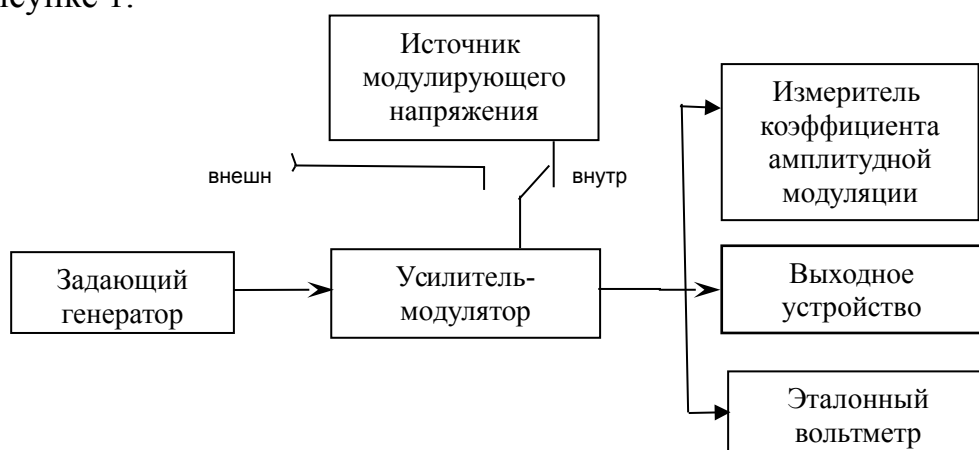 исунке 1.
Источник
модулирующего
напряжения
Измеритель
коэффициента
амплитудной
модуляции
внешн
внутр
Задающий
генератор
Усилитель-
модулятор
Выходное
устройство
Эталонный
вольтметр